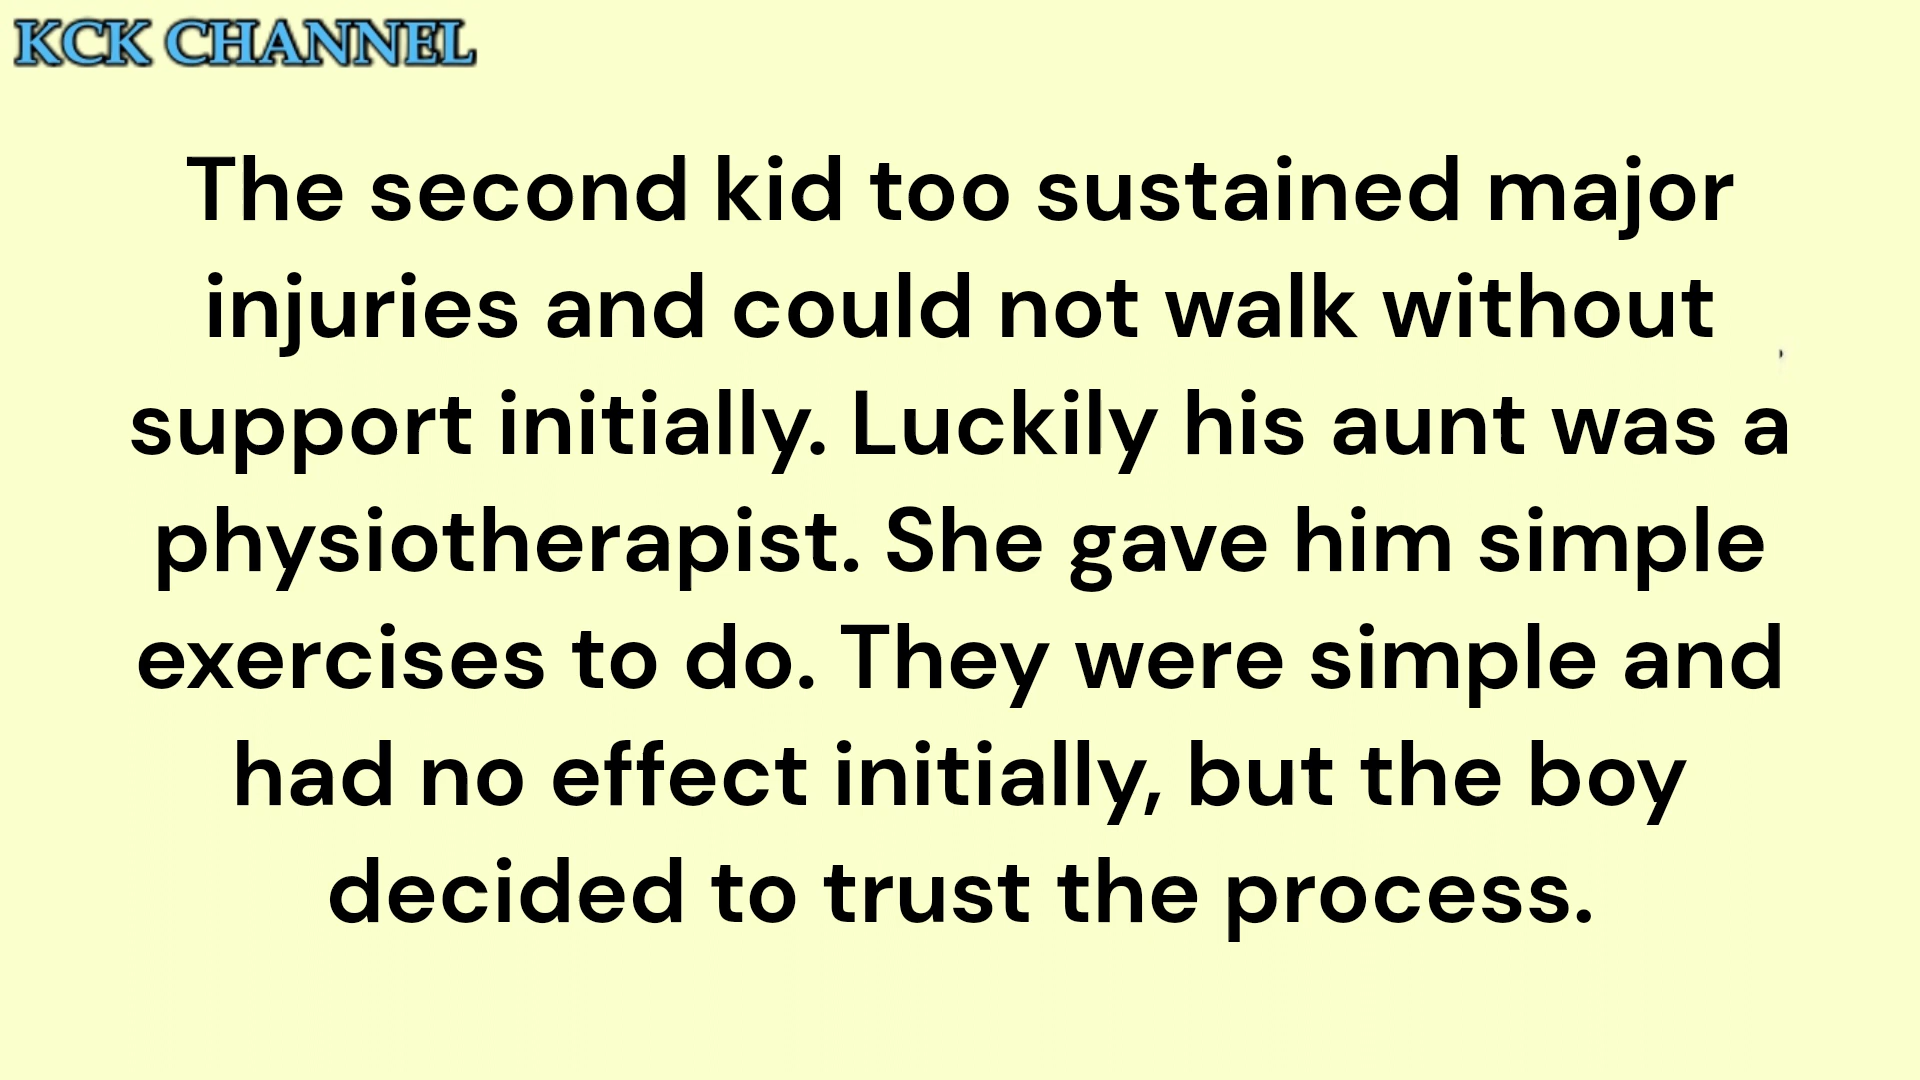 KCK CHANNEL
The second kid too sustained major
injuries and could not walk without
support initially. Luckily his aunt was a
physiotherapist. She gave him simple
exercises to do. They were simple and
had no effect initially, but the boy
decided to trust the process.